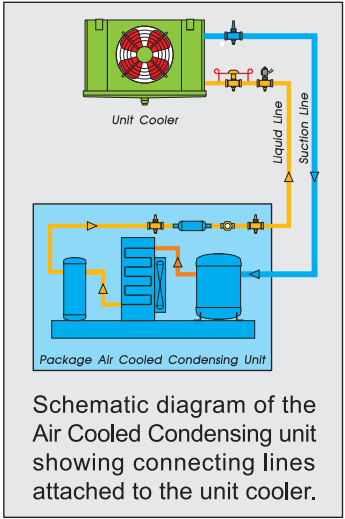 Unit Cooler
Liquid Line
Suction Line
Package Air Cooled Condensing Unit
Schematic diagram of the
Air Cooled Condensing unit
showing connecting lines
attached to the unit cooler.